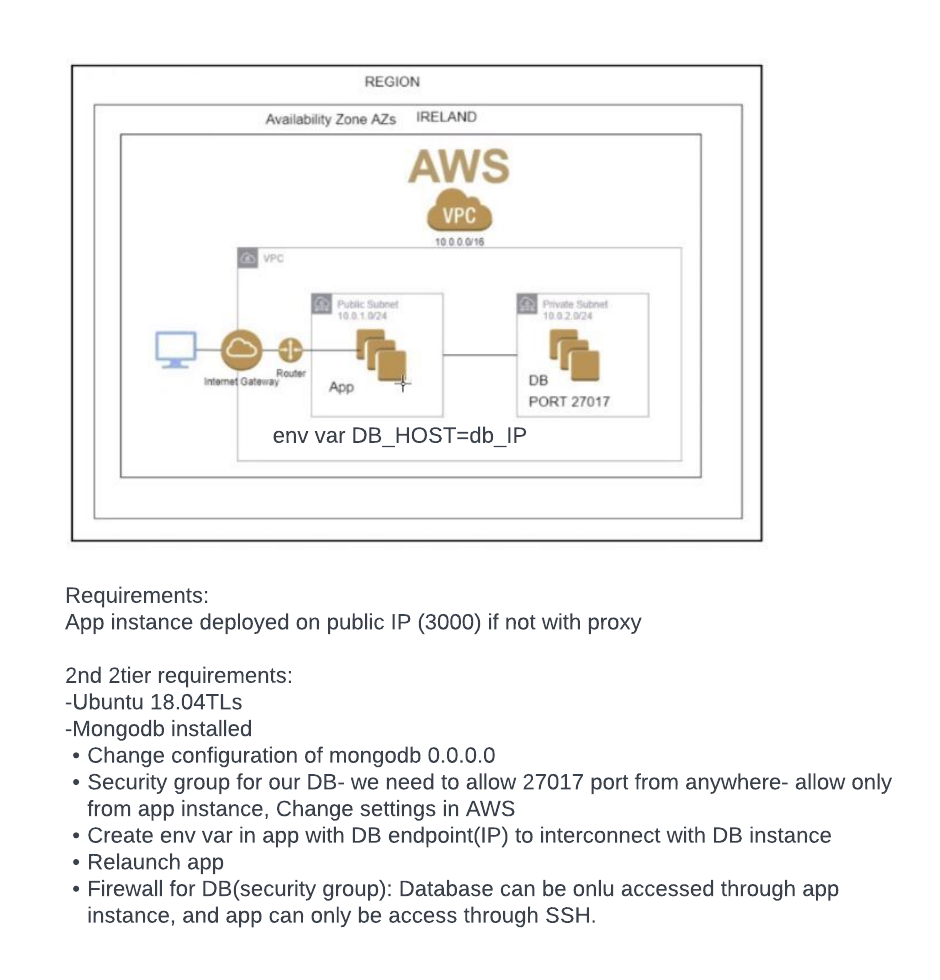 REGION
Availability Zone AZs IRELAND
AWS
VPC
10.0.0.0/16
VPC
Public Subnet
10.0.1.0/24
Private Subnet
10.0.2.0/24
Internet Gateway
Router
App
DB
PORT 27017
env var DB_HOST=db_IP
Requirements:
App instance deployed on public IP (3000) if not with proxy
2nd 2tier requirements:
-Ubuntu 18.04TLs
-Mongodb installed
• Change configuration of mongodb 0.0.0.0
• Security group for our DB- we need to allow 27017 port from anywhere- allow only
from app instance, Change settings in AWS
• Create env var in app with DB endpoint(IP) to interconnect with DB instance
• Relaunch app
• Firewall for DB(security group): Database can be onlu accessed through app
instance, and app can only be access through SSH.